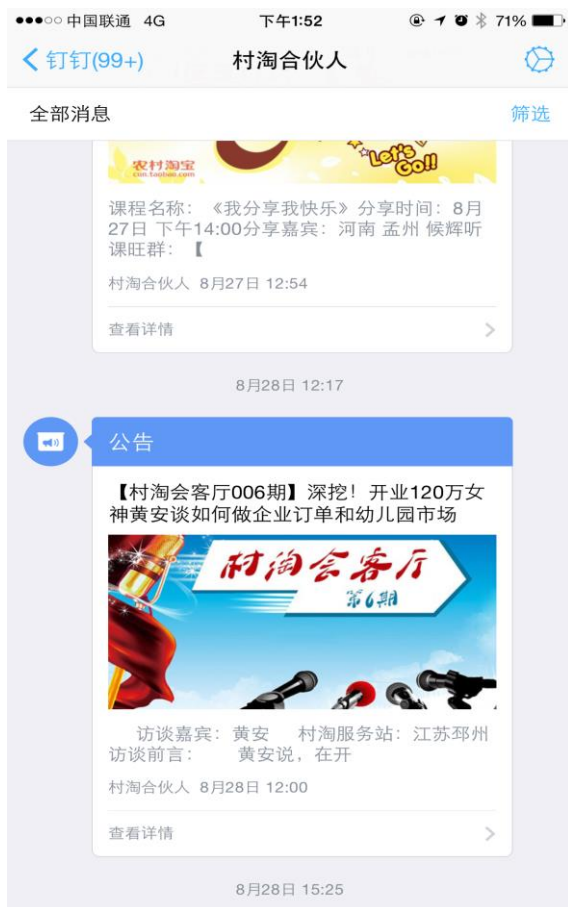 中国联通 4G 下午1:52 71%
钉钉(99+) 村淘合伙人
全部消息 筛选
农村淘宝
cun.taobao.com
Let's
Go!!
课程名称：《我分享我快乐》分享时间：8月
27日 下午14:00分享嘉宾：河南 孟州 候辉听
课旺群：【
村淘合伙人 8月27日 12:54
查看详情
8月28日 12:17
公告
【村淘会客厅006期】深挖！开业120万女
神黄安谈如何做企业订单和幼儿园市场
村淘会客厅
第6期
访谈嘉宾：黄安 村淘服务站：江苏邳州
访谈前言： 黄安说，在开
村淘合伙人 8月28日 12:00
查看详情
8月28日 15:25